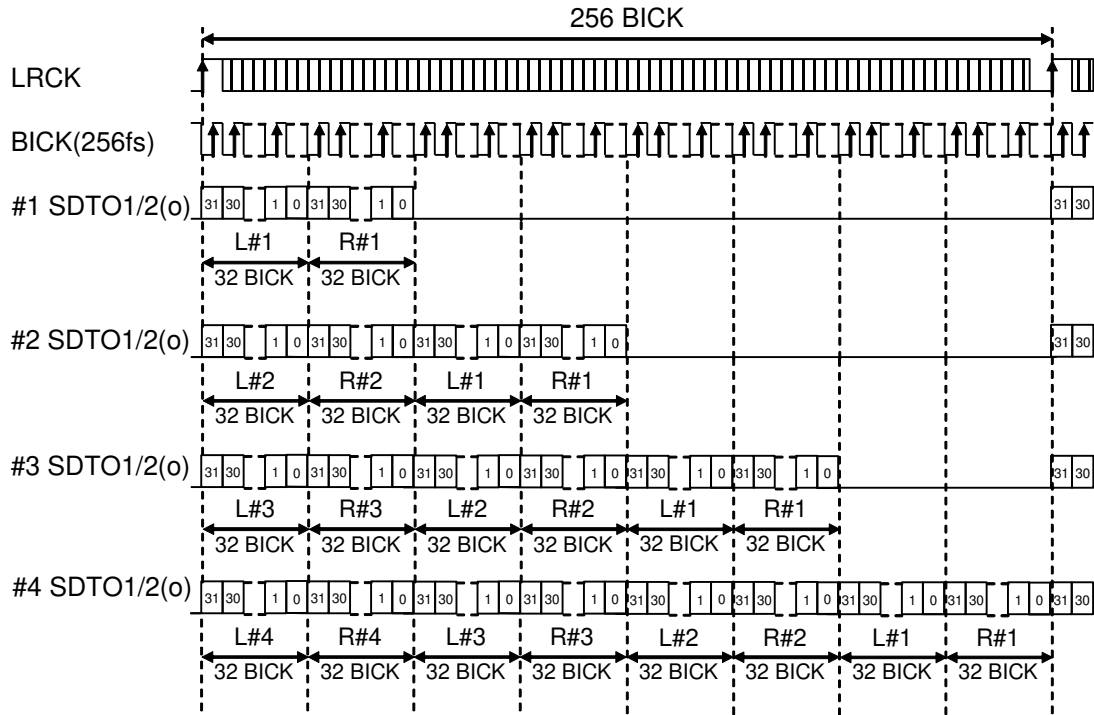 256 BICK
LRCK
BICK(256fs)
#1 SDTO1/2(o) 31 30 1 0 31 30 1 0 31 30
L#1 R#1
32 BICK 32 BICK
#2 SDTO1/2(o) 31 30 1 0 31 30 1 0 31 30 1 0 31 30 1 0 31 30
L#2 R#2 L#1 R#1
32 BICK 32 BICK 32 BICK 32 BICK
#3 SDTO1/2(o) 31 30 1 0 31 30 1 0 31 30 1 0 31 30 1 0 31 30 1 0 31 30 1 0 31 30
L#3 R#3 L#2 R#2 L#1 R#1
32 BICK 32 BICK 32 BICK 32 BICK 32 BICK 32 BICK
#4 SDTO1/2(o) 31 30 1 0 31 30 1 0 31 30 1 0 31 30 1 0 31 30 1 0 31 30 1 0 31 30 1 0 31 30 1 0 31 30
L#4 R#4 L#3 R#3 L#2 R#2 L#1 R#1
32 BICK 32 BICK 32 BICK 32 BICK 32 BICK 32 BICK 32 BICK 32 BICK